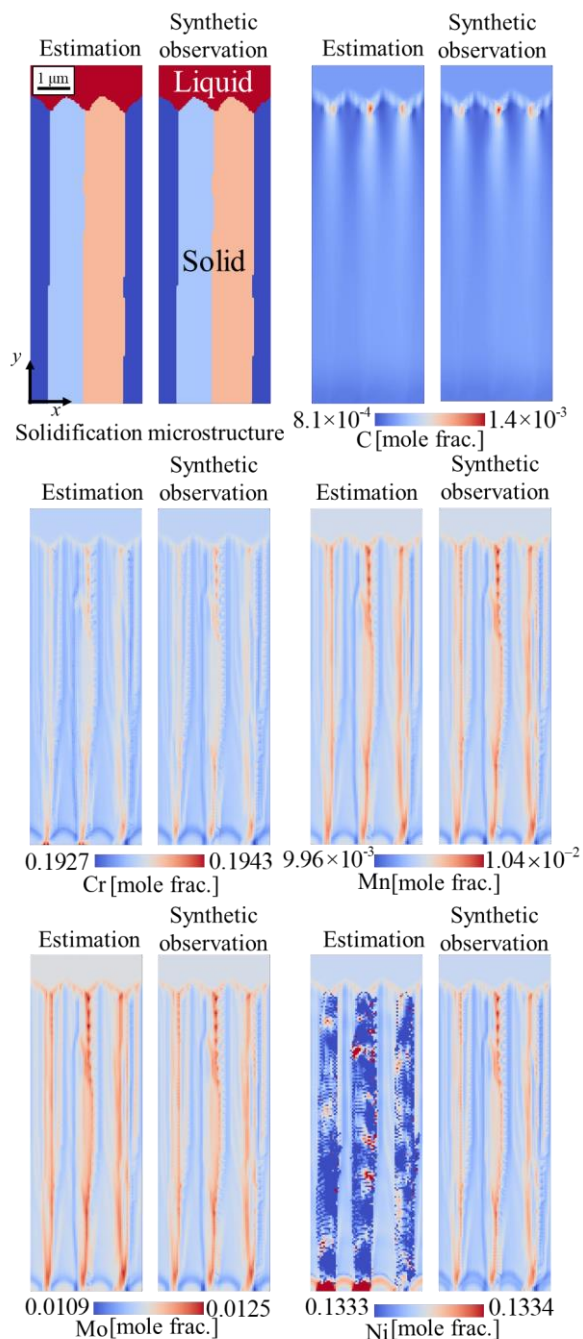 Estimation
Synthetic
observation
Estimation
Synthetic
observation
1 μm
Liquid
Solid
y
x
Solidification microstructure
8.1×10⁻⁴
1.4×10⁻³
C [mole frac.]
Estimation
Synthetic
observation
Estimation
Synthetic
observation
0.1927
0.1943
Cr [mole frac.]
9.96×10⁻³
1.04×10⁻²
Mn[mole frac.]
Estimation
Synthetic
observation
Estimation
Synthetic
observation
0.0109
0.0125
Mo[mole frac.]
0.1333
0.1334
Ni[mole frac.]